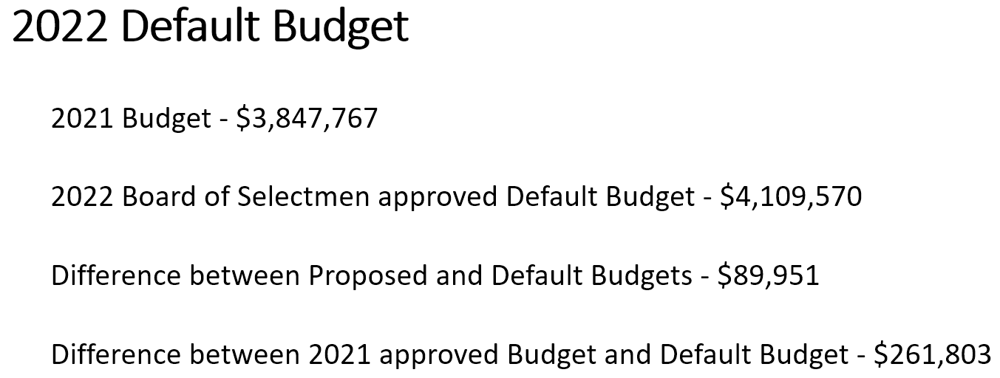 2022 Default Budget
2021 Budget - $3,847,767
2022 Board of Selectmen approved Default Budget - $4,109,570
Difference between Proposed and Default Budgets - $89,951
Difference between 2021 approved Budget and Default Budget - $261,803